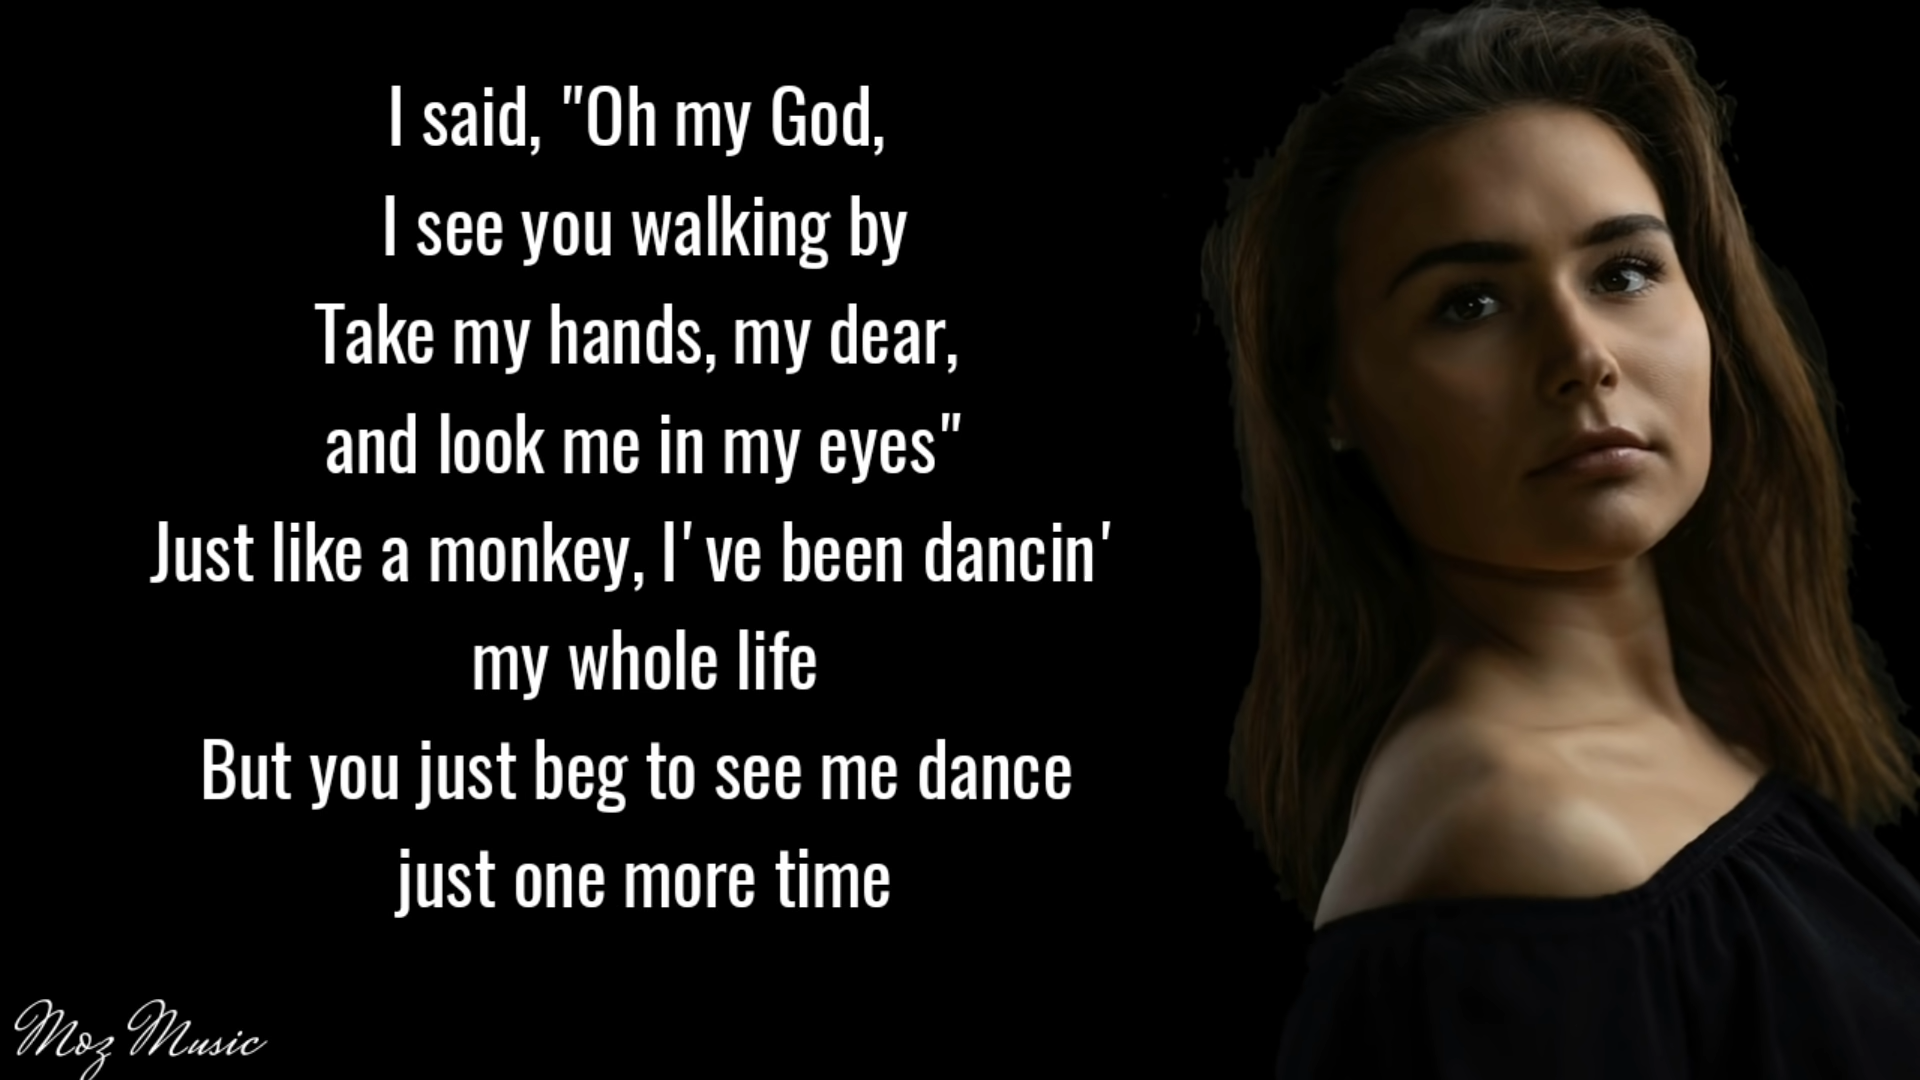 I said, "Oh my God,
I see you walking by
Take my hands, my dear,
and look me in my eyes"
Just like a monkey, I've been dancin'
my whole life
But you just beg to see me dance
just one more time
Moz Music